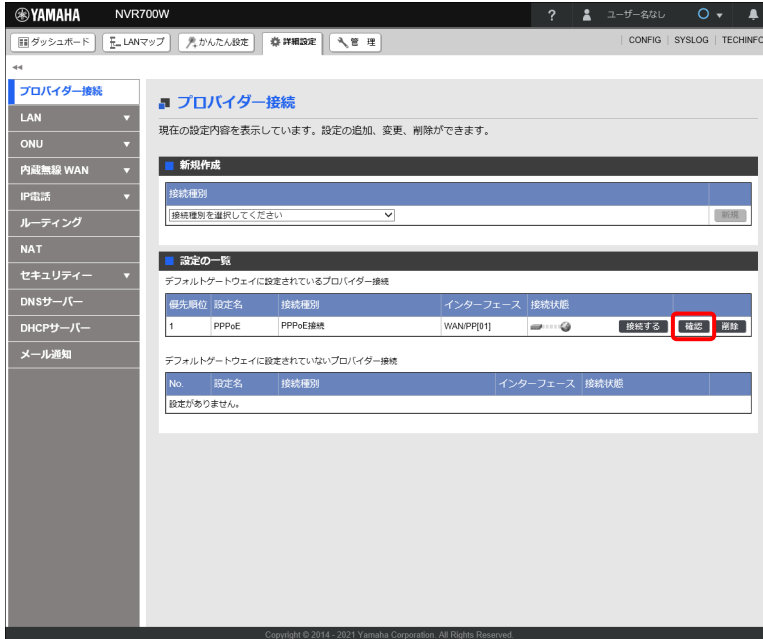 YAMAHA NVR700W ? ユーザー名なし
ダッシュボード LANマップ かんたん設定 詳細設定 管 理 CONFIG SYSLOG TECHINFO
プロバイダー接続
LAN
ONU
内蔵無線 WAN
IP電話
ルーティング
NAT
セキュリティー
DNSサーバー
DHCPサーバー
メール通知
プロバイダー接続
現在の設定内容を表示しています。設定の追加、変更、削除ができます。
新規作成
接続種別
接続種別を選択してください 新規
設定の一覧
デフォルトゲートウェイに設定されているプロバイダー接続
優先順位 設定名 接続種別 インターフェース 接続状態
1 PPPoE PPPoE接続 WAN/PP[01] 接続する 確認 削除
デフォルトゲートウェイに設定されていないプロバイダー接続
No. 設定名 接続種別 インターフェース 接続状態
設定がありません。
Copyright © 2014 - 2021 Yamaha Corporation. All Rights Reserved.